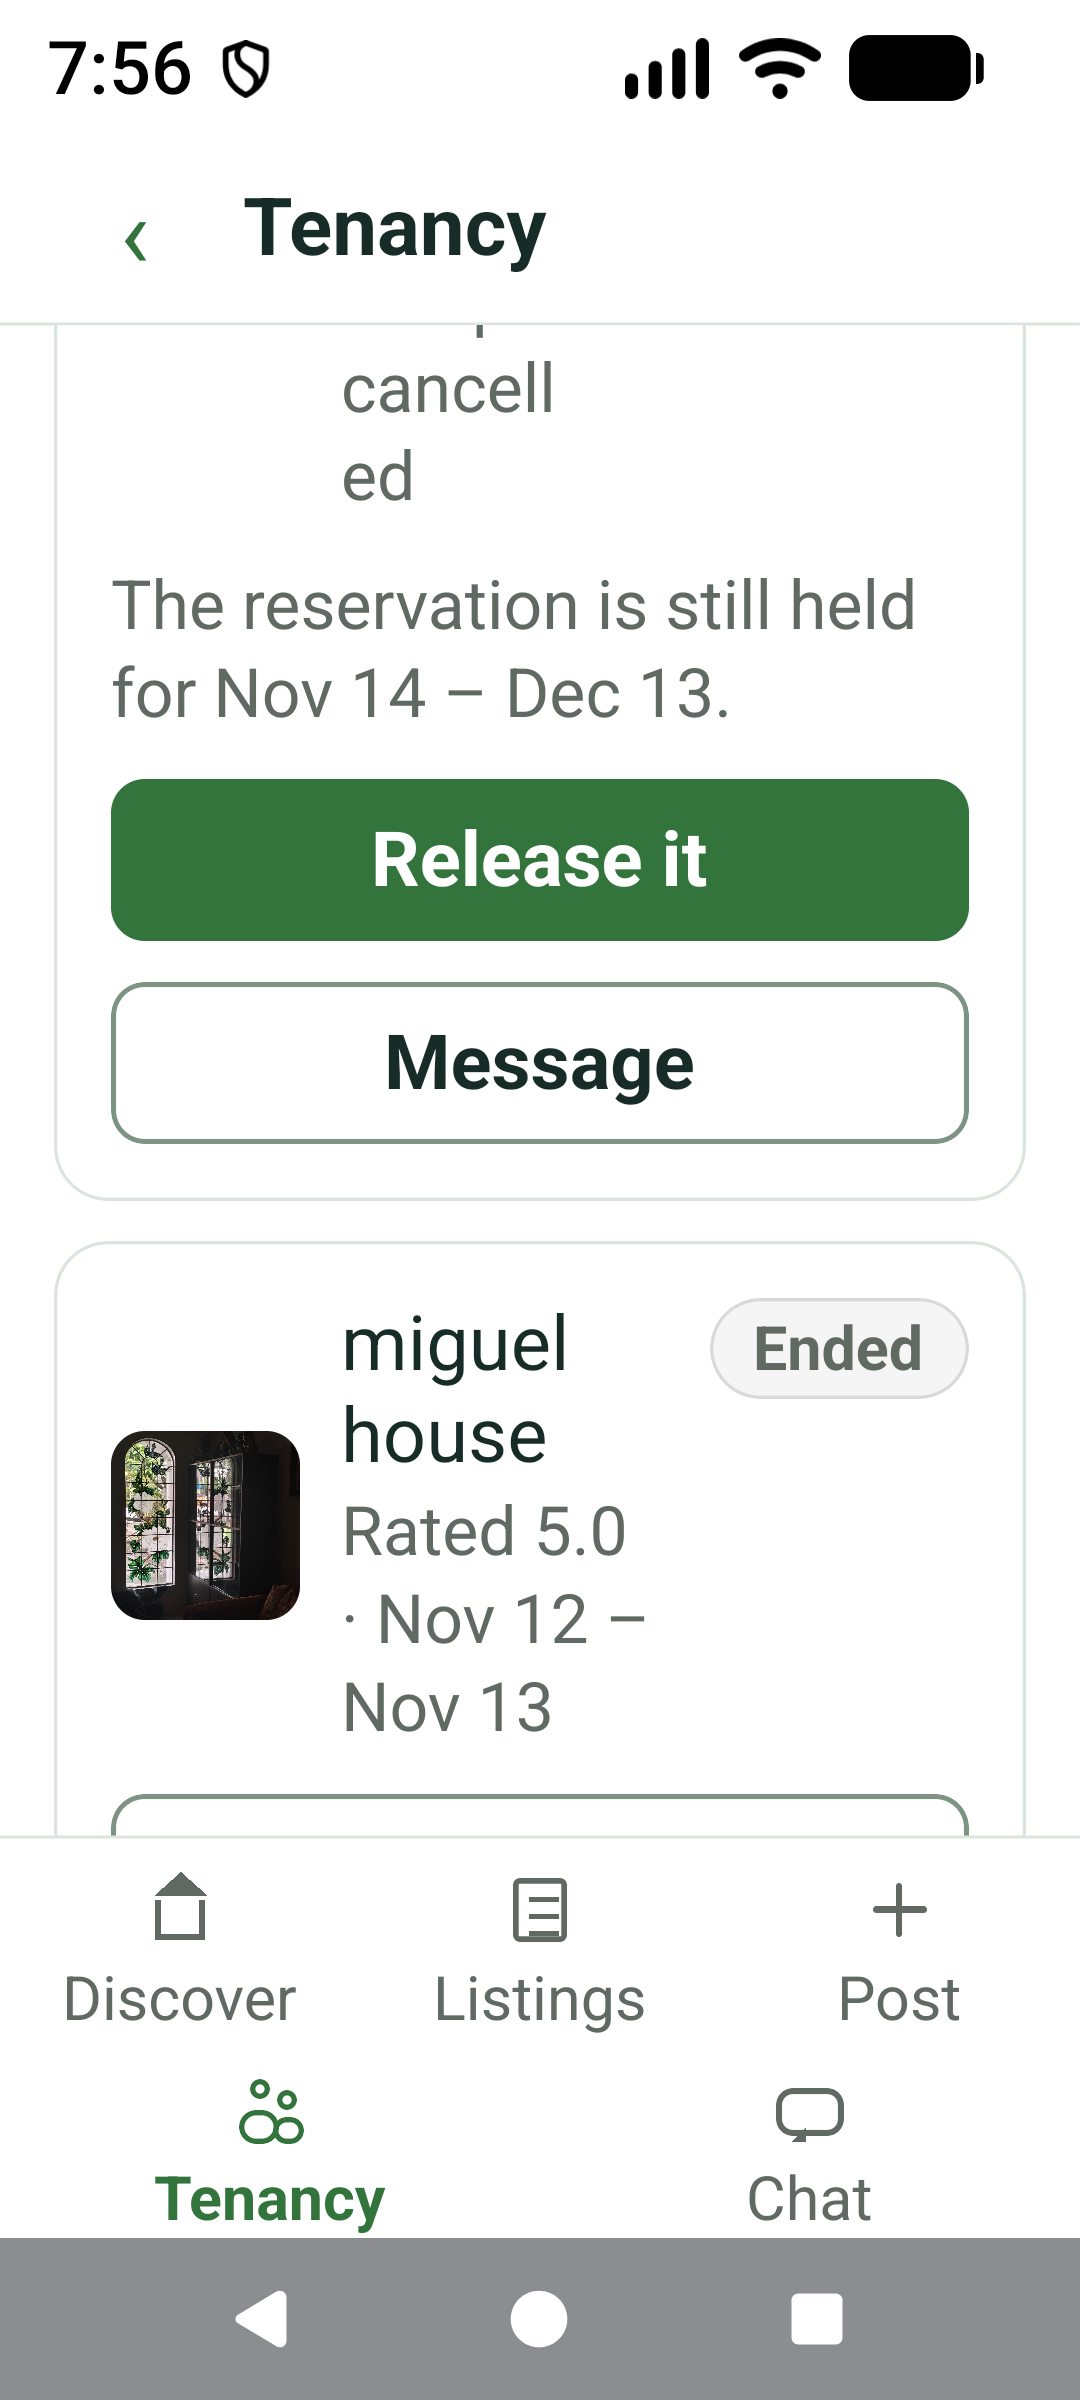 7:56
Tenancy
cancell
ed
The reservation is still held
for Nov 14 – Dec 13.
Release it
Message
miguel
house
Ended
Rated 5.0
· Nov 12 –
Nov 13
Discover
Listings
Post
Tenancy
Chat